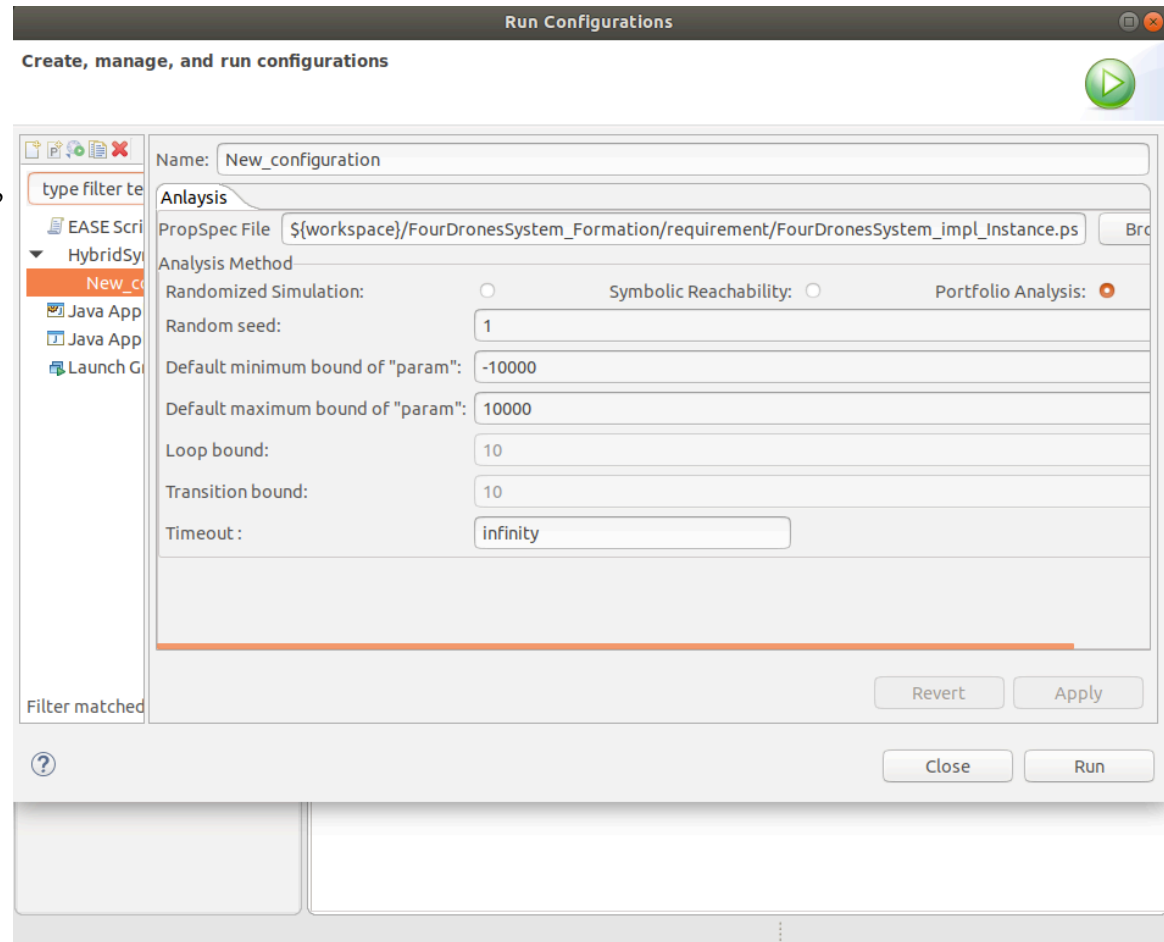 Run Configurations
Create, manage, and run configurations
type filter te
EASE Scri
HybridSy
New_co
Java App
Java App
Launch Gr
Filter matched
Name: New_configuration
Anlaysis
PropSpec File ${workspace}/FourDronesSystem_Formation/requirement/FourDronesSystem_impl_Instance.ps Bro
Analysis Method
Randomized Simulation: Symbolic Reachability: Portfolio Analysis:
Random seed: 1
Default minimum bound of "param": -10000
Default maximum bound of "param": 10000
Loop bound: 10
Transition bound: 10
Timeout : infinity
Revert Apply
Close Run